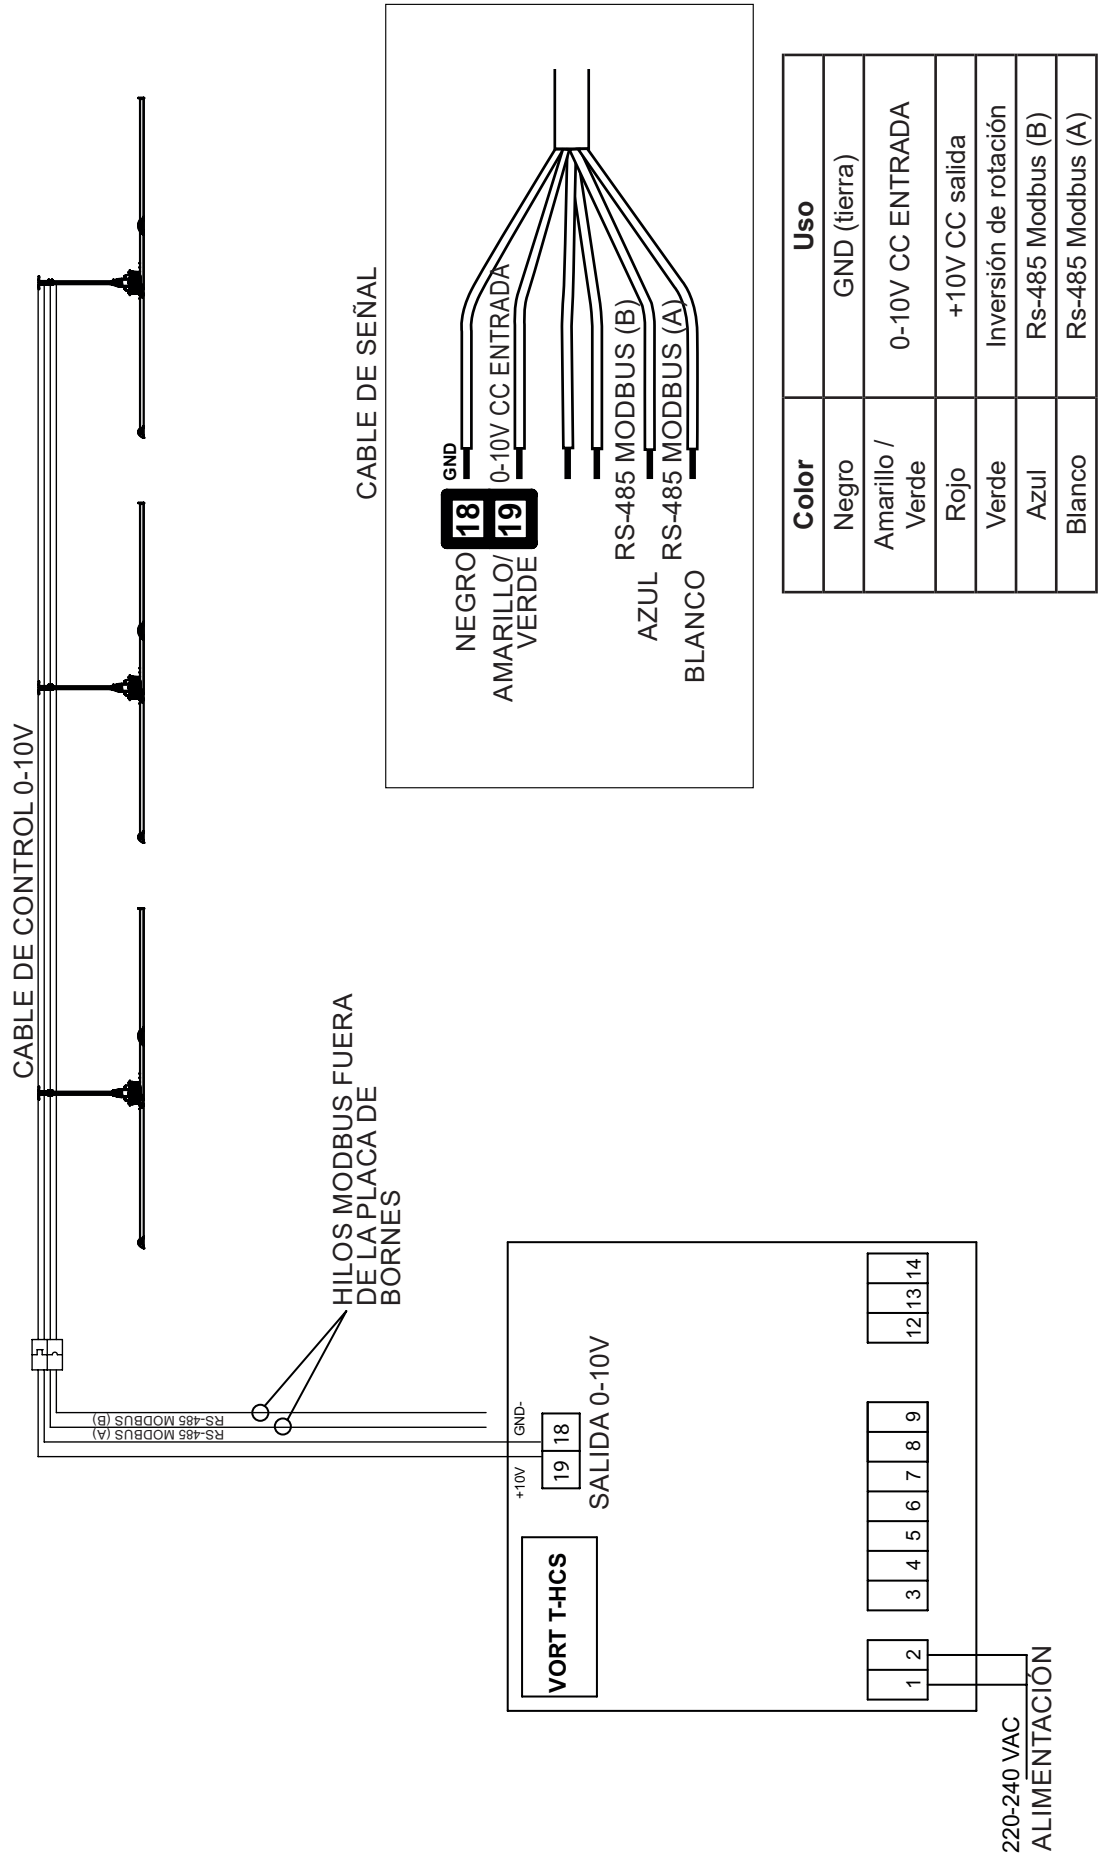 CABLE DE CONTROL 0-10V
HILOS MODBUS FUERA
DE LA PLACA DE
BORNES
RS-485 MODBUS (B)
RS-485 MODBUS (A)
+10V
GND-
19
18
SALIDA 0-10V
VORT T-HCS
1
2
3
4
5
6
7
8
9
12
13
14
220-240 VAC
ALIMENTACIÓN
CABLE DE SEÑAL
NEGRO
18
GND
AMARILLO/
VERDE
19
0-10V CC ENTRADA
AZUL
RS-485 MODBUS (B)
BLANCO
RS-485 MODBUS (A)
Color Uso
Negro GND (tierra)
Amarillo /
Verde 0-10V CC ENTRADA
Rojo +10V CC salida
Verde Inversión de rotación
Azul Rs-485 Modbus (B)
Blanco Rs-485 Modbus (A)